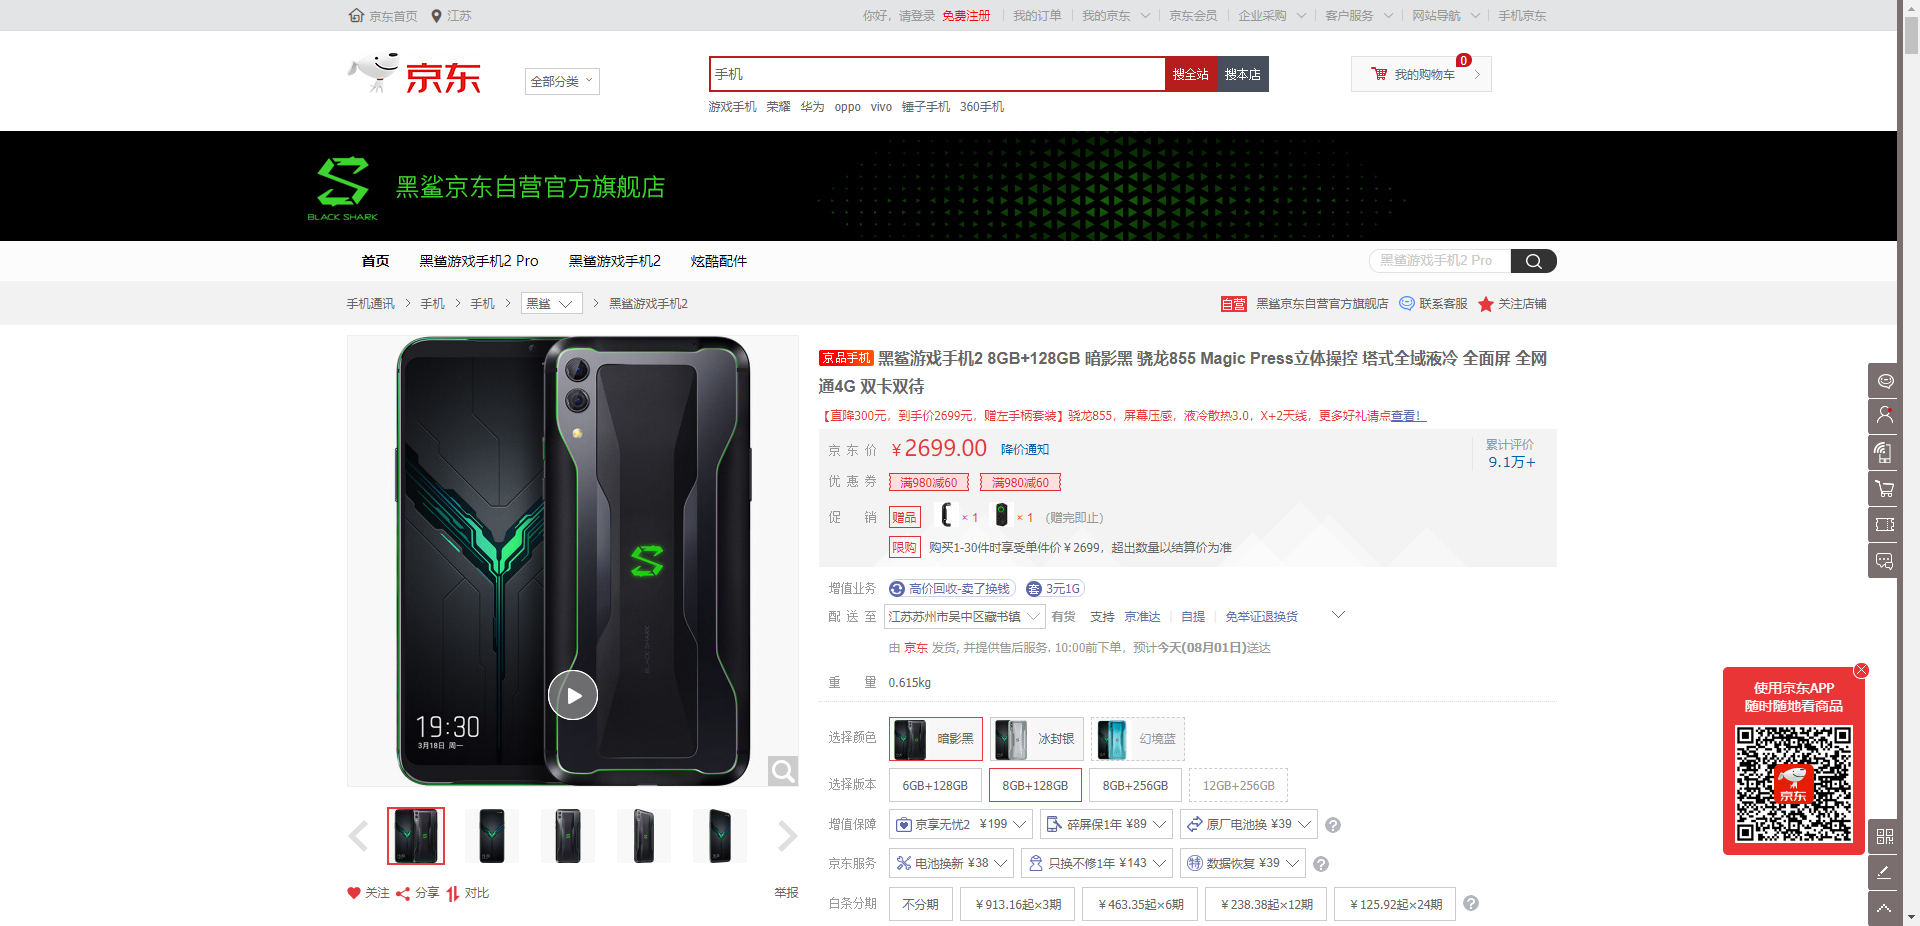 京东首页 江苏
你好，请登录 免费注册 我的订单 我的京东 京东会员 企业采购 客户服务 网站导航 手机京东
京东
全部分类
手机
搜全站 搜本店
0
我的购物车
游戏手机 荣耀 华为 oppo vivo 锤子手机 360手机
BLACK SHARK
黑鲨京东自营官方旗舰店
首页 黑鲨游戏手机2 Pro 黑鲨游戏手机2 炫酷配件
黑鲨游戏手机2 Pro
手机通讯 > 手机 > 手机 > 黑鲨 > 黑鲨游戏手机2
自营 黑鲨京东自营官方旗舰店 联系客服 关注店铺
京品手机 黑鲨游戏手机2 8GB+128GB 暗影黑 骁龙855 Magic Press立体操控 塔式全域液冷 全面屏 全网
通4G 双卡双待
【直降300元，到手价2699元，赠左手柄套装】骁龙855，屏幕压感，液冷散热3.0，X+2天线，更多好礼请点查看！
京东价 ￥2699.00 降价通知
累计评价
9.1万+
优惠券 满980减60 满980减60
促销 赠品 ×1 ×1 （赠完即止）
限购 购买1-30件时享受单件价￥2699，超出数量以结算价为准
增值业务 高价回收-卖了换钱 套 3元1G
配送至 江苏苏州市吴中区藏书镇 有货 支持 京准达 自提 免举证退换货
由 京东 发货, 并提供售后服务. 10:00前下单，预计今天(08月01日)送达
重量 0.615kg
19:30
3月18日 周一
BLACK SHARK
选择颜色 暗影黑 冰封银 幻境蓝
选择版本 6GB+128GB 8GB+128GB 8GB+256GB 12GB+256GB
增值保障 京享无忧2 ¥199 碎屏保1年 ¥89 原厂电池换 ¥39 ?
京东服务 电池换新 ¥38 只换不修1年 ¥143 特 数据恢复 ¥39 ?
白条分期 不分期 ￥913.16起×3期 ￥463.35起×6期 ￥238.38起×12期 ￥125.92起×24期 ?
关注 分享 对比
举报
使用京东APP
随时随地看商品
京东